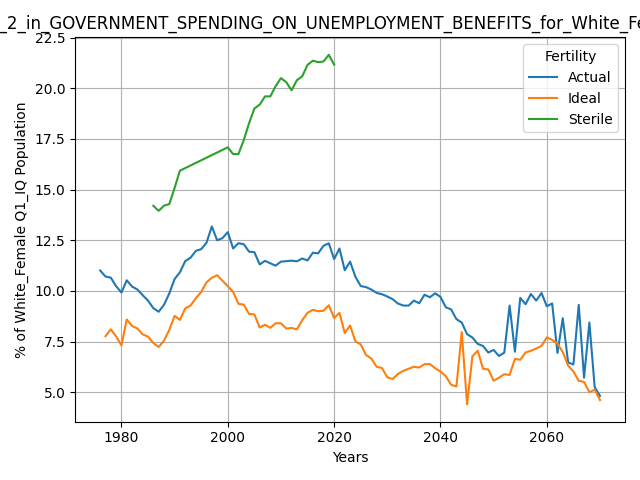 _2_in_GOVERNMENT_SPENDING_ON_UNEMPLOYMENT_BENEFITS_for_White_Fe
% of White_Female Q1_IQ Population
22.5
20.0
17.5
15.0
12.5
10.0
7.5
5.0
Fertility
Actual
Ideal
Sterile
1980
2000
2020
2040
2060
Years